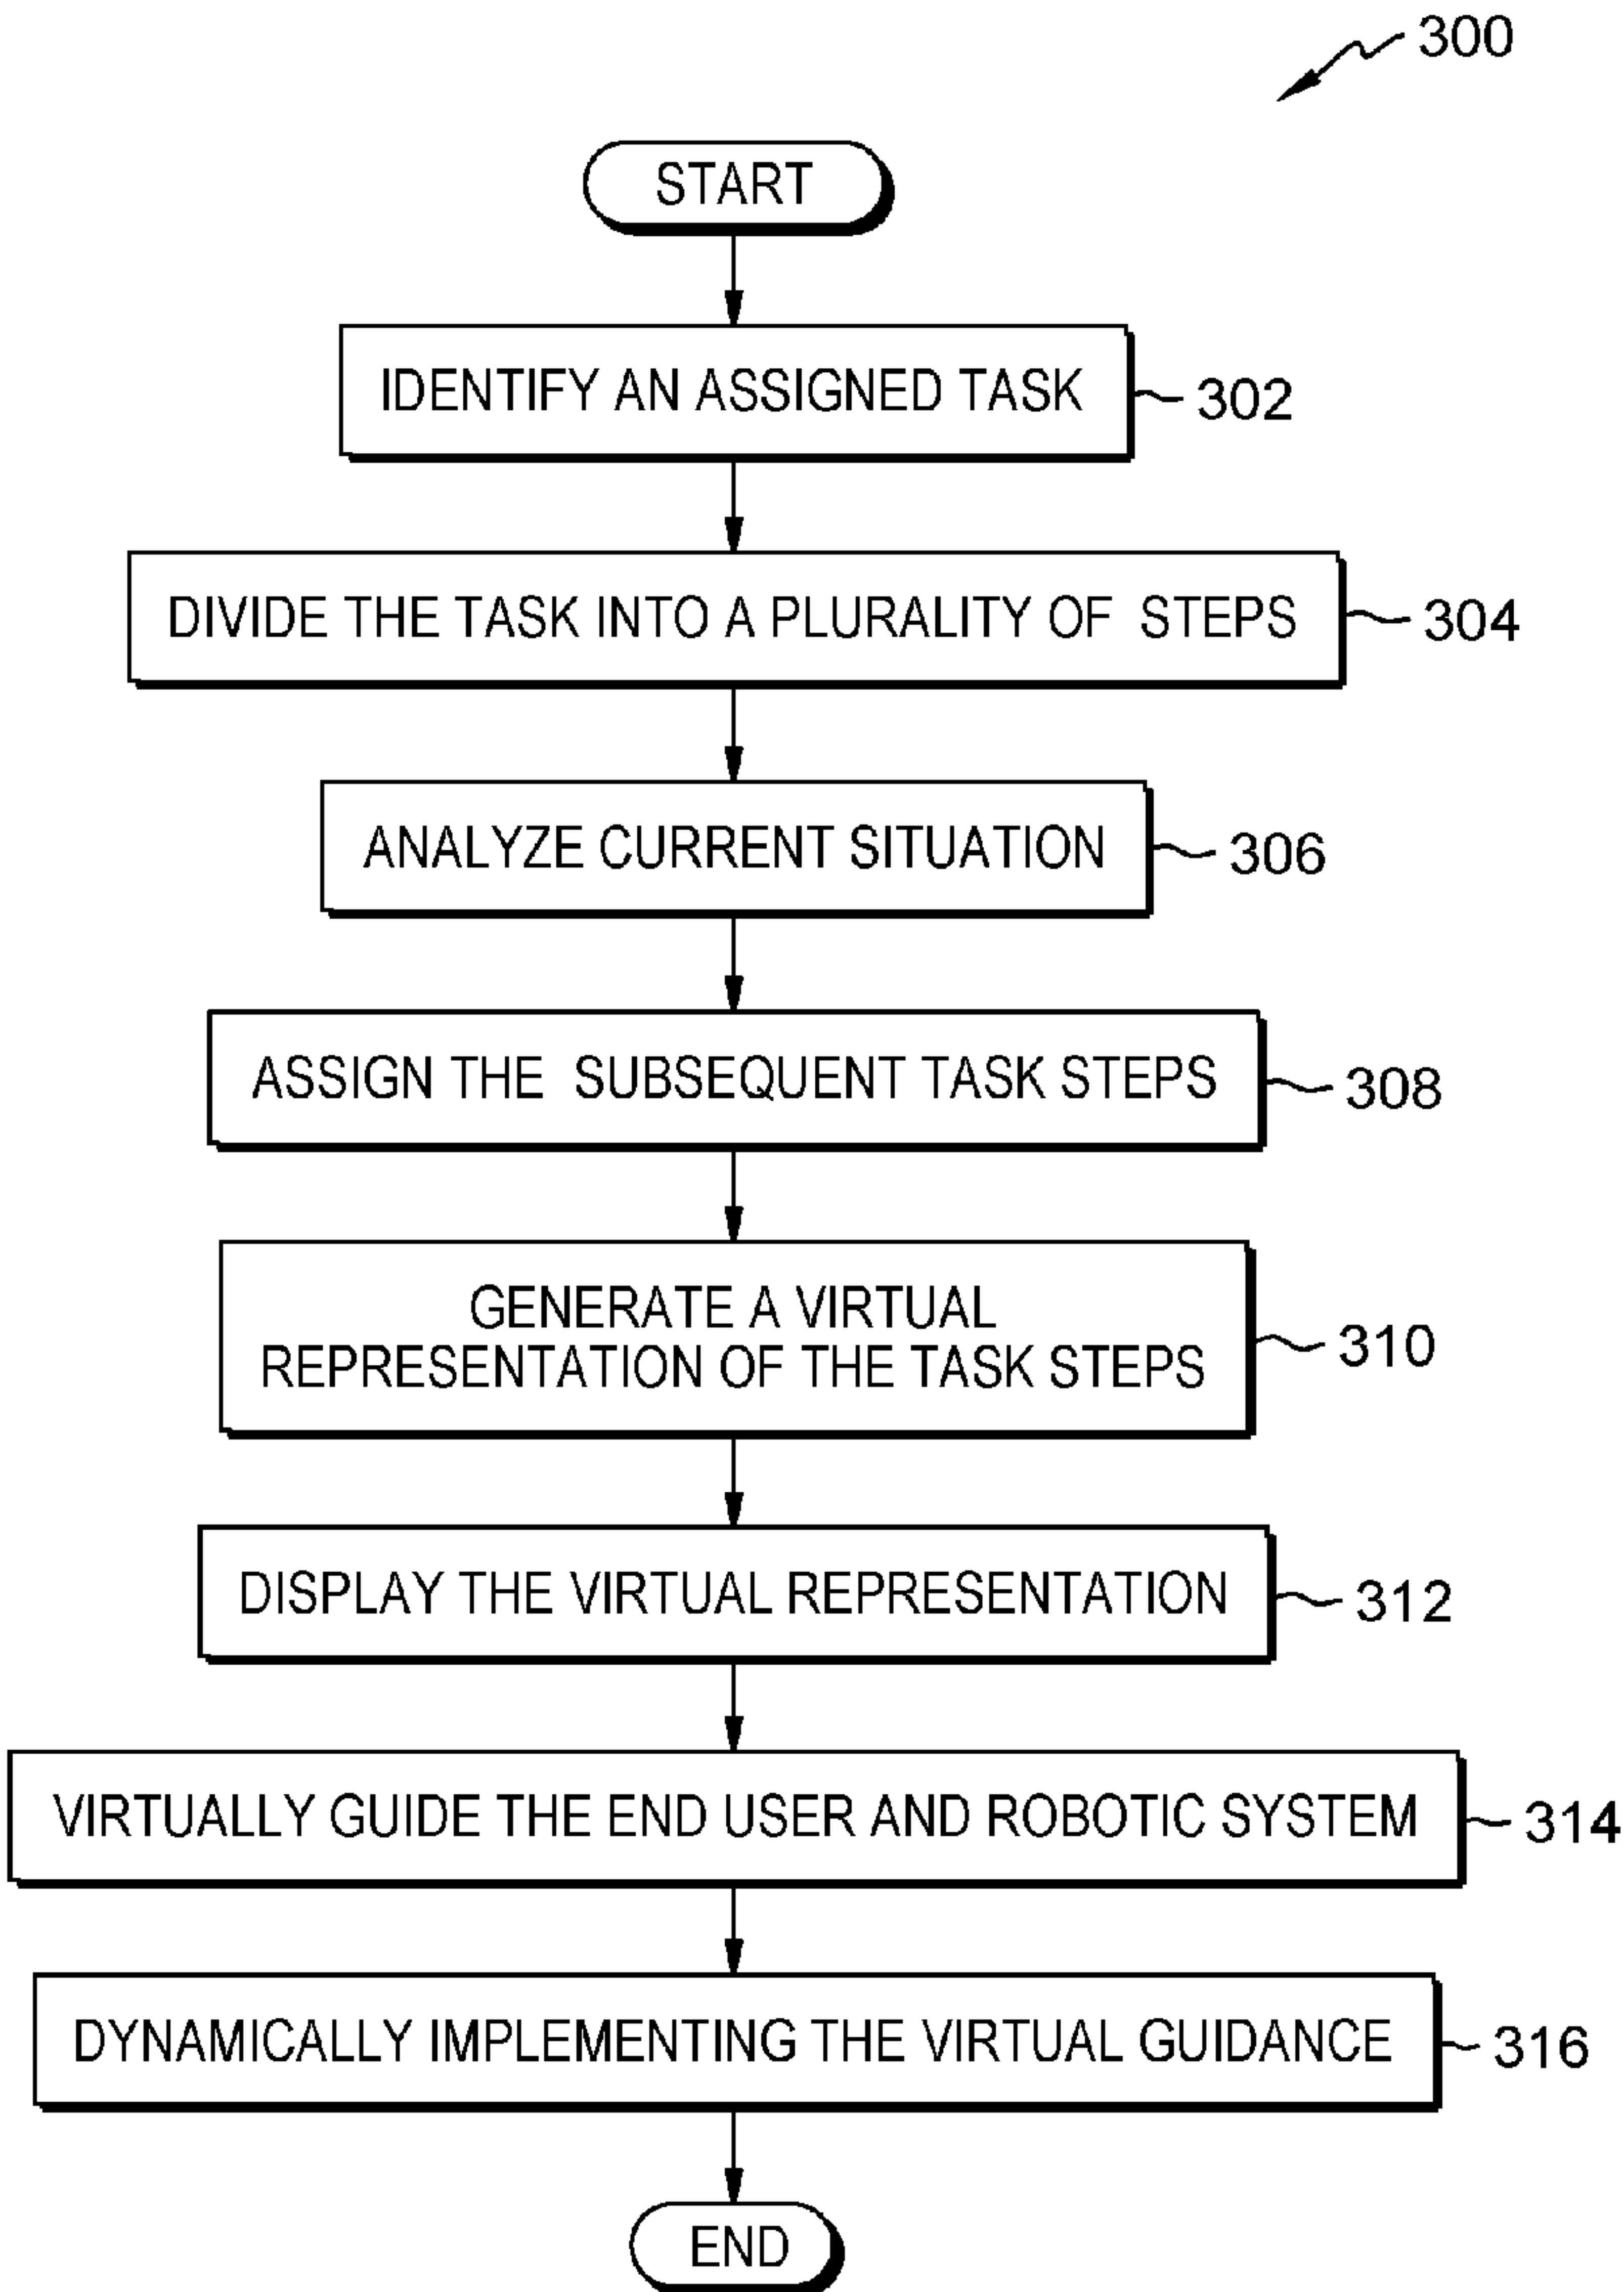 300
START
IDENTIFY AN ASSIGNED TASK
302
DIVIDE THE TASK INTO A PLURALITY OF STEPS
304
ANALYZE CURRENT SITUATION
306
ASSIGN THE SUBSEQUENT TASK STEPS
308
GENERATE A VIRTUAL
REPRESENTATION OF THE TASK STEPS
310
DISPLAY THE VIRTUAL REPRESENTATION
312
VIRTUALLY GUIDE THE END USER AND ROBOTIC SYSTEM
314
DYNAMICALLY IMPLEMENTING THE VIRTUAL GUIDANCE
316
END